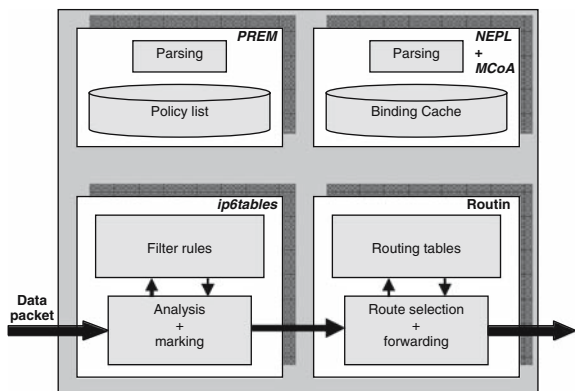 PREM
Parsing
Policy list
NEPL
+
MCoA
Parsing
Binding Cache
ip6tables
Filter rules
Analysis
+
marking
Routin
Routing tables
Route selection
+
forwarding
Data
packet